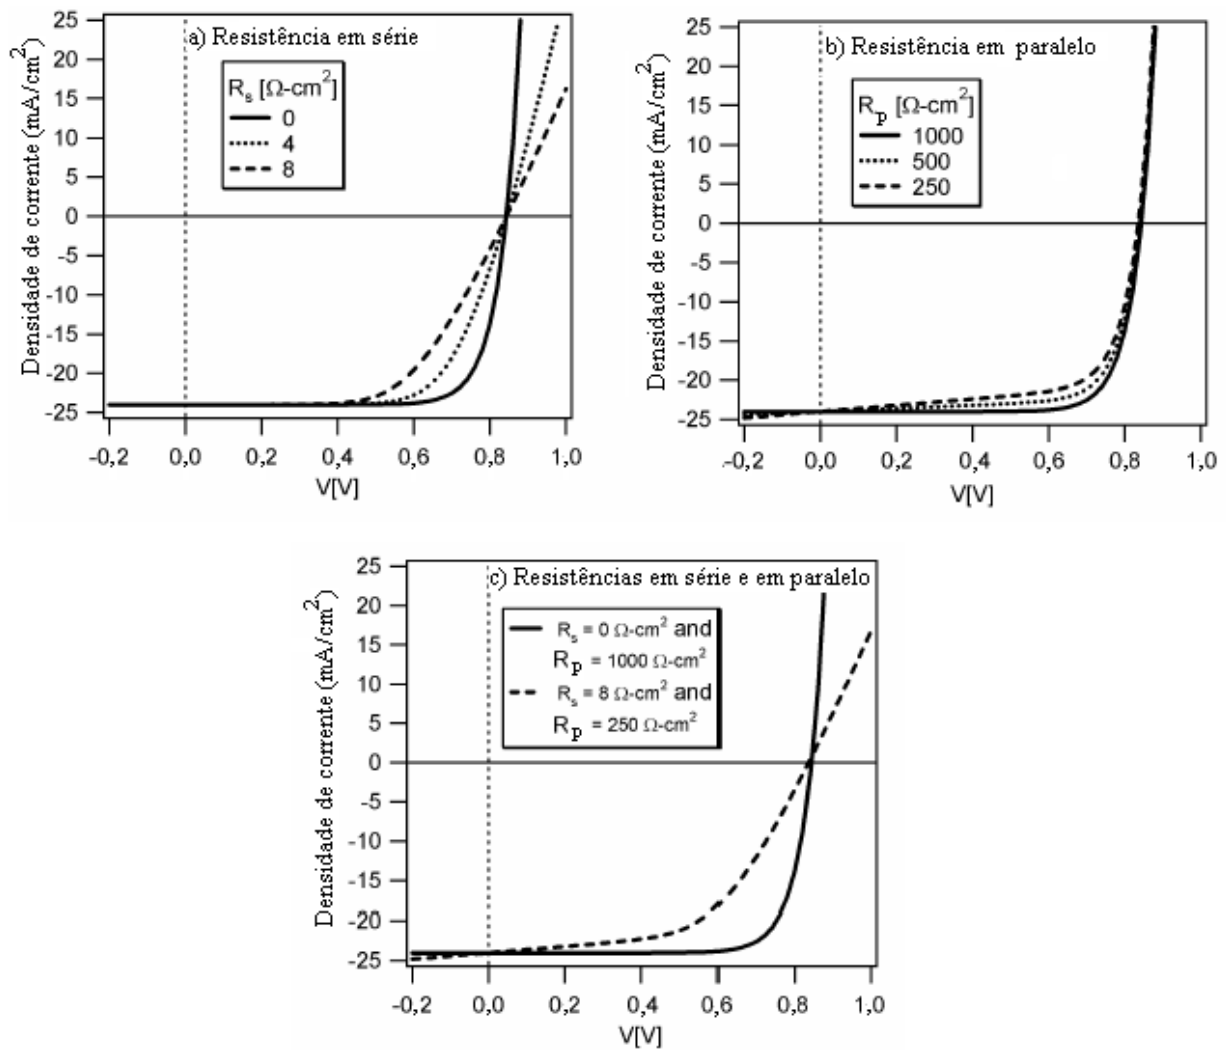 a) Resistência em série
Densidade de corrente (mA/cm²)
25
20
15
10
5
0
-5
-10
-15
-20
-25
Rs [Ω-cm²]
0
4
8
-0,2 0,0 0,2 0,4 0,6 0,8 1,0
V[V]
b) Resistência em paralelo
Densidade de corrente (mA/cm²)
25
20
15
10
5
0
-5
-10
-15
-20
-25
Rp [Ω-cm²]
1000
500
250
-0,2 0,0 0,2 0,4 0,6 0,8 1,0
V[V]
c) Resistências em série e em paralelo
Densidade de corrente (mA/cm²)
25
20
15
10
5
0
-5
-10
-15
-20
-25
Rs = 0 Ω-cm² and
Rp = 1000 Ω-cm²
Rs = 8 Ω-cm² and
Rp = 250 Ω-cm²
-0,2 0,0 0,2 0,4 0,6 0,8 1,0
V[V]